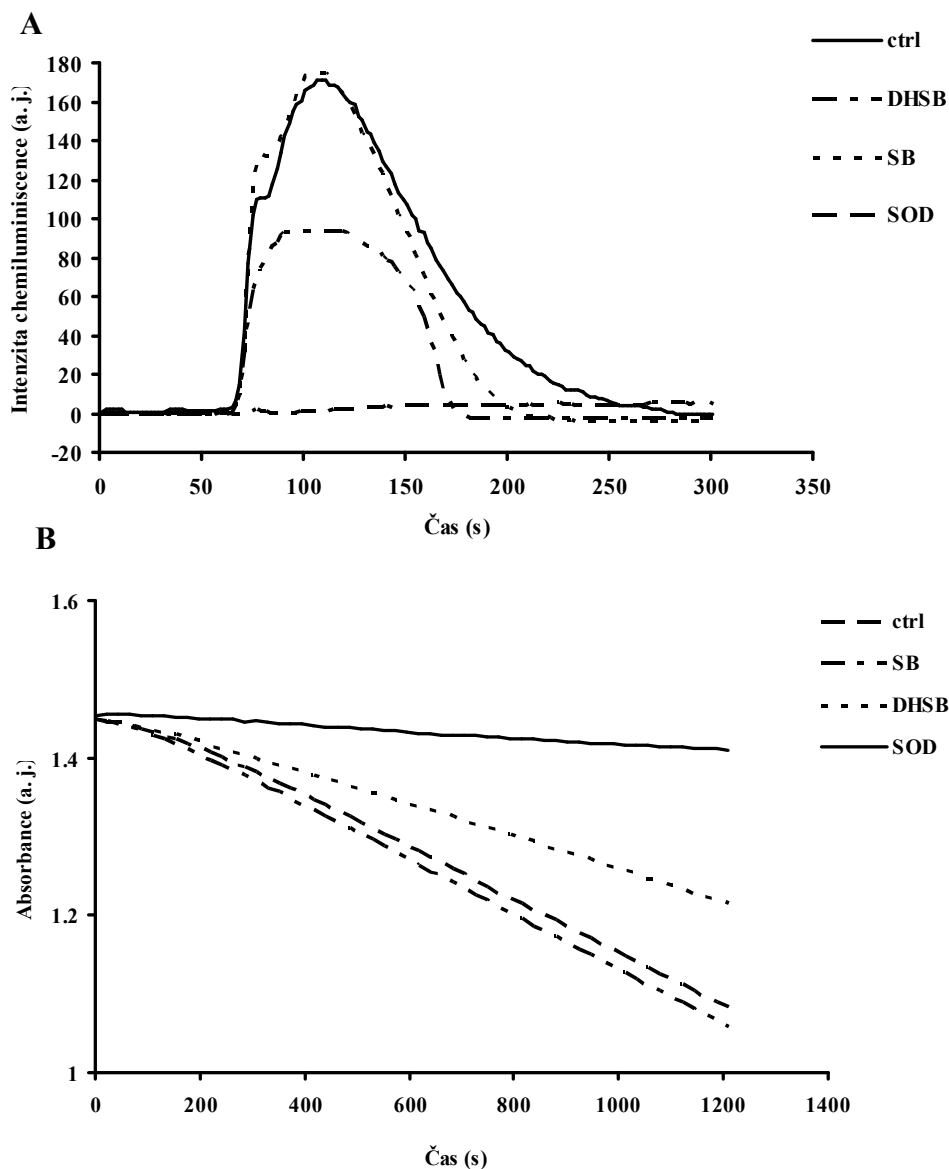 A
ctrl
DHSB
SB
SOD
Intenzita chemiluminiscence (a. j.)
180
160
140
120
100
80
60
40
20
0
-20
0 50 100 150 200 250 300 350
Čas (s)
B
ctrl
SB
DHSB
SOD
Absorbance (a. j.)
1.6
1.4
1.2
1
0 200 400 600 800 1000 1200 1400
Čas (s)